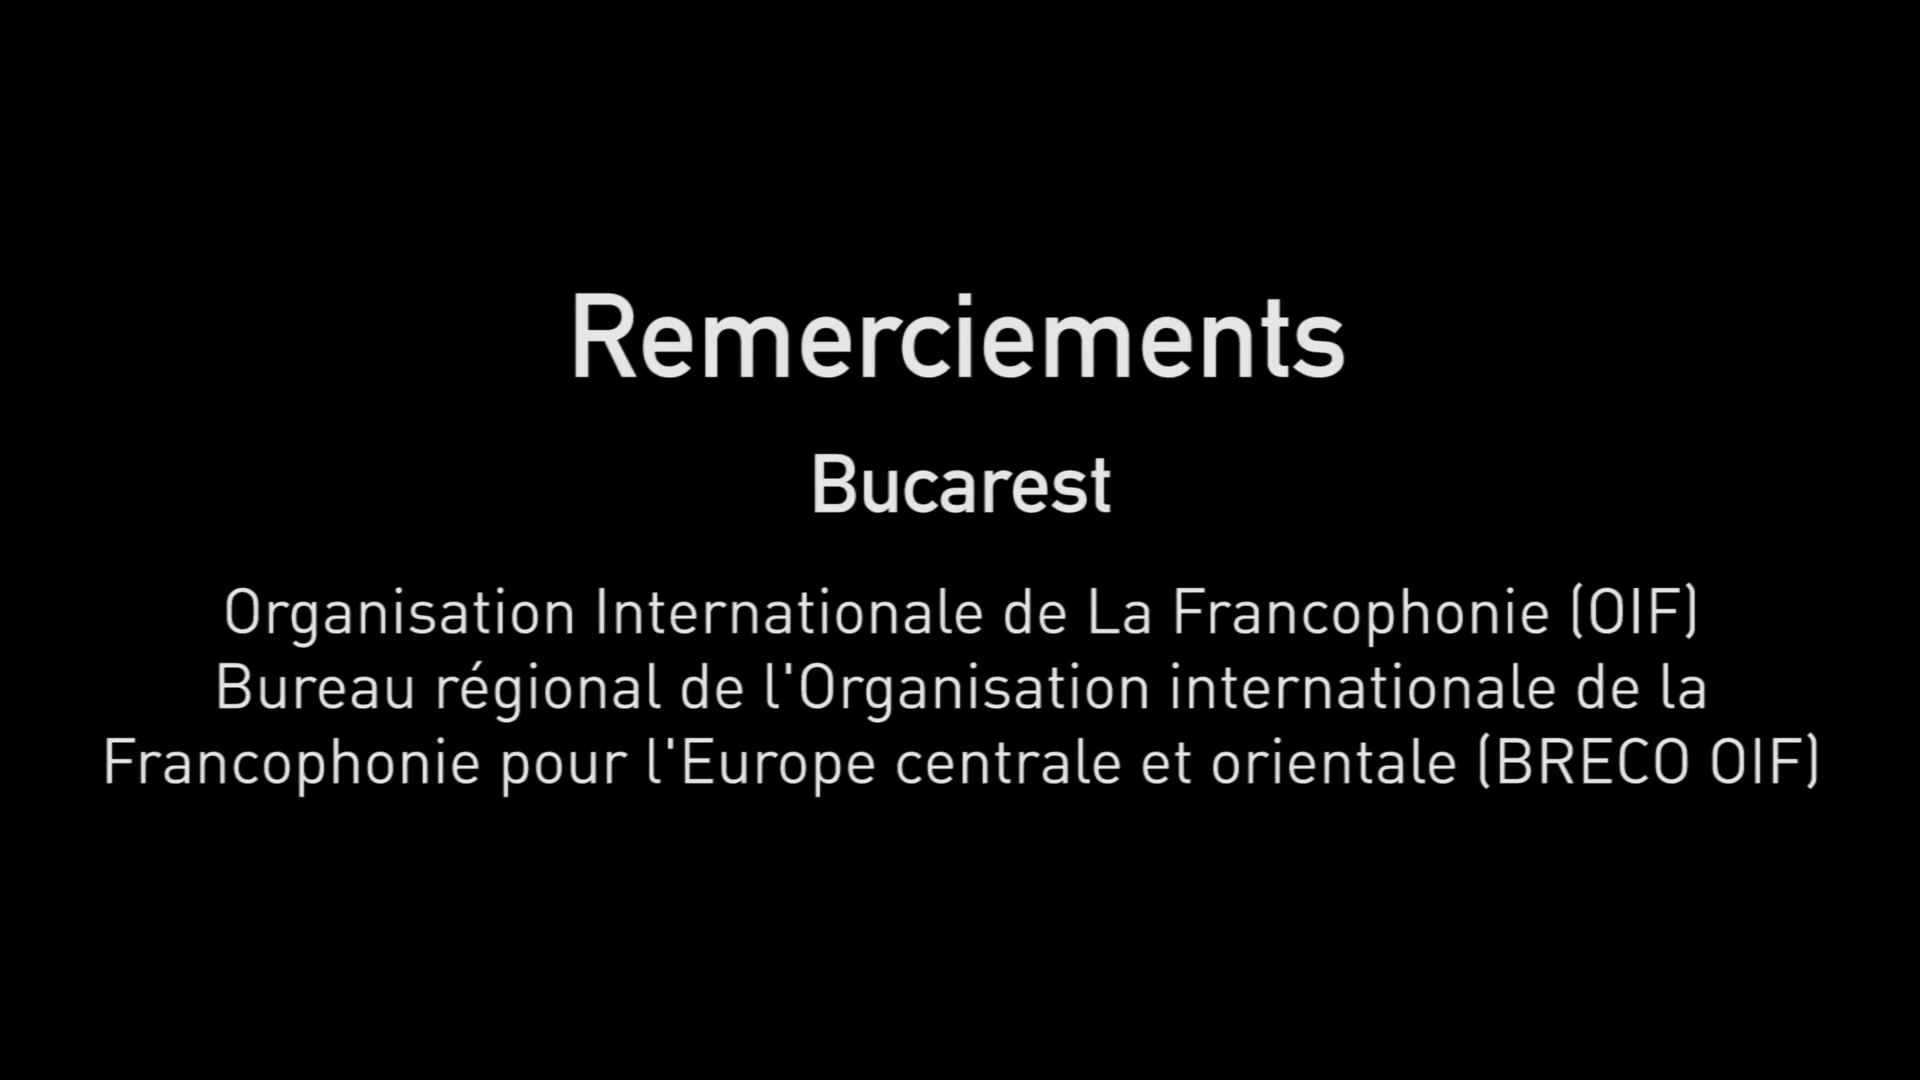 Remerciements
Bucarest
Organisation Internationale de La Francophonie (OIF)
Bureau régional de l'Organisation internationale de la
Francophonie pour l'Europe centrale et orientale (BRECO OIF)